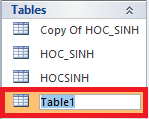 Tables
Copy Of HOC_SINH
HOC_SINH
HOCSINH
Table1